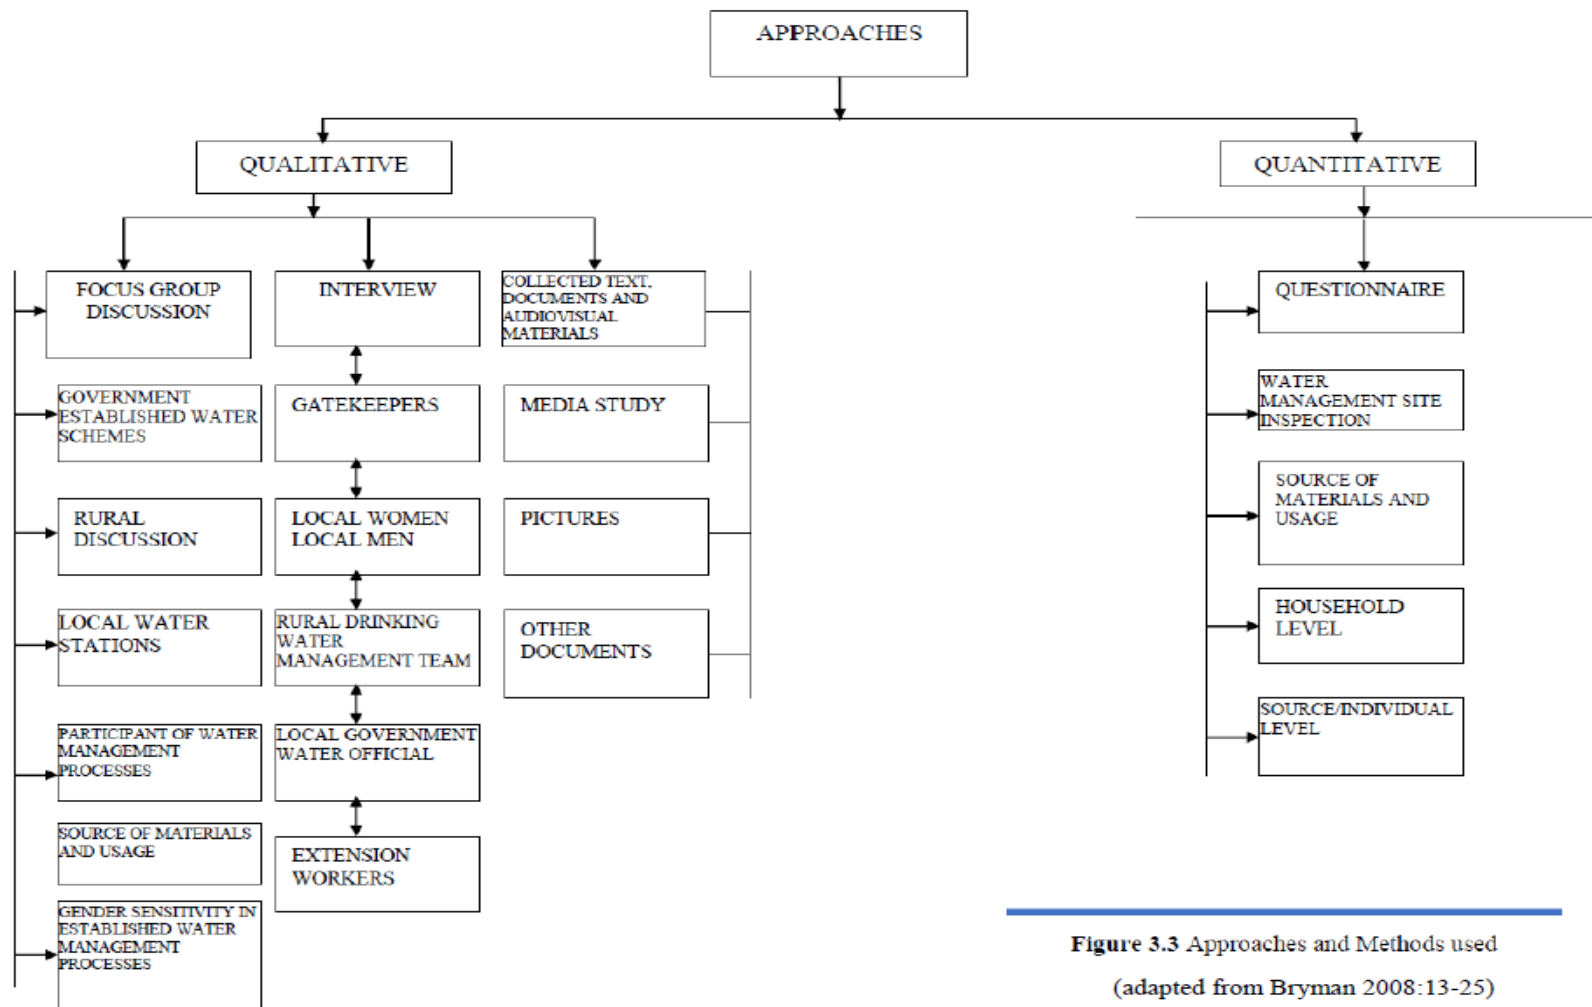 APPROACHES
QUALITATIVE
QUANTITATIVE
FOCUS GROUP
DISCUSSION
GOVERNMENT
ESTABLISHED WATER
SCHEMES
RURAL
DISCUSSION
LOCAL WATER
STATIONS
PARTICIPANT OF WATER
MANAGEMENT
PROCESSES
SOURCE OF MATERIALS
AND USAGE
GENDER SENSITIVITY IN
ESTABLISHED WATER
MANAGEMENT
PROCESSES
INTERVIEW
GATEKEEPERS
LOCAL WOMEN
LOCAL MEN
RURAL DRINKING
WATER
MANAGEMENT TEAM
LOCAL GOVERNMENT
WATER OFFICIAL
EXTENSION
WORKERS
COLLECTED TEXT,
DOCUMENTS AND
AUDIOVISUAL
MATERIALS
MEDIA STUDY
PICTURES
OTHER
DOCUMENTS
QUESTIONNAIRE
WATER
MANAGEMENT SITE
INSPECTION
SOURCE OF
MATERIALS AND
USAGE
HOUSEHOLD
LEVEL
SOURCE/INDIVIDUAL
LEVEL
Figure 3.3 Approaches and Methods used
(adapted from Bryman 2008:13-25)